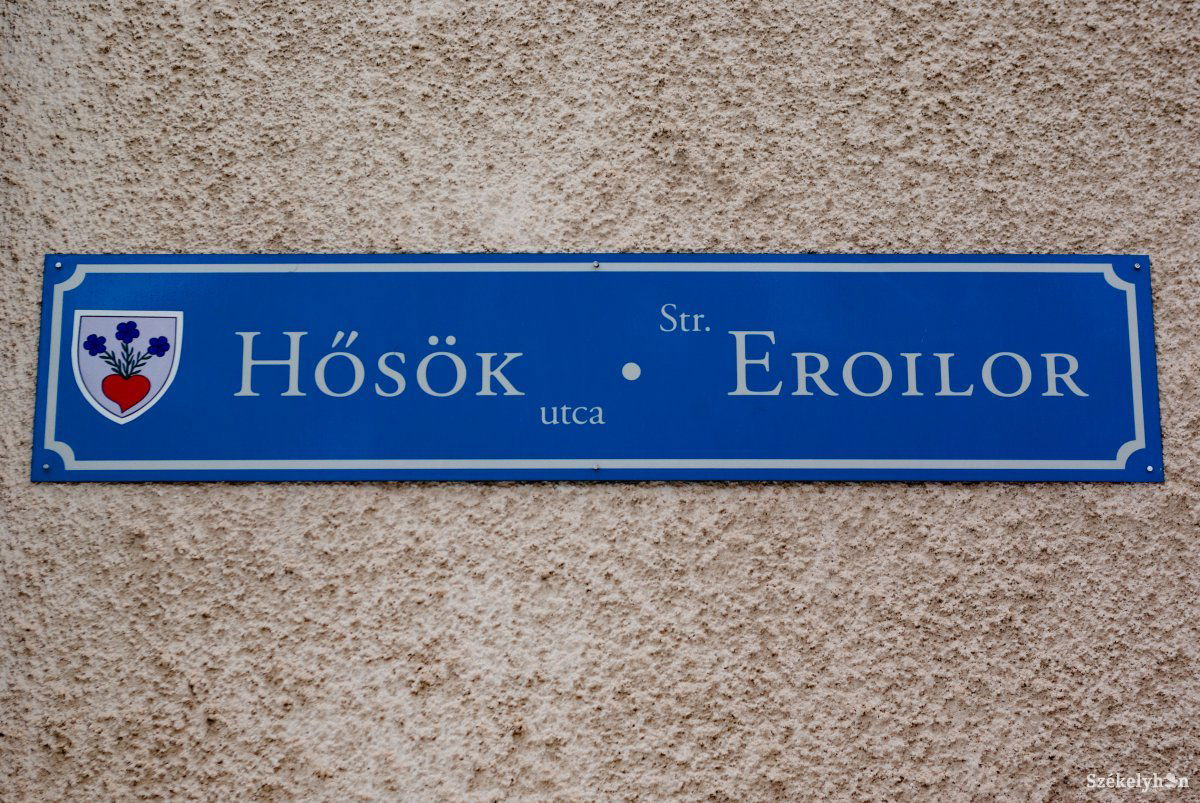 HŐSÖK utca • Str. EROILOR
Székelyhon